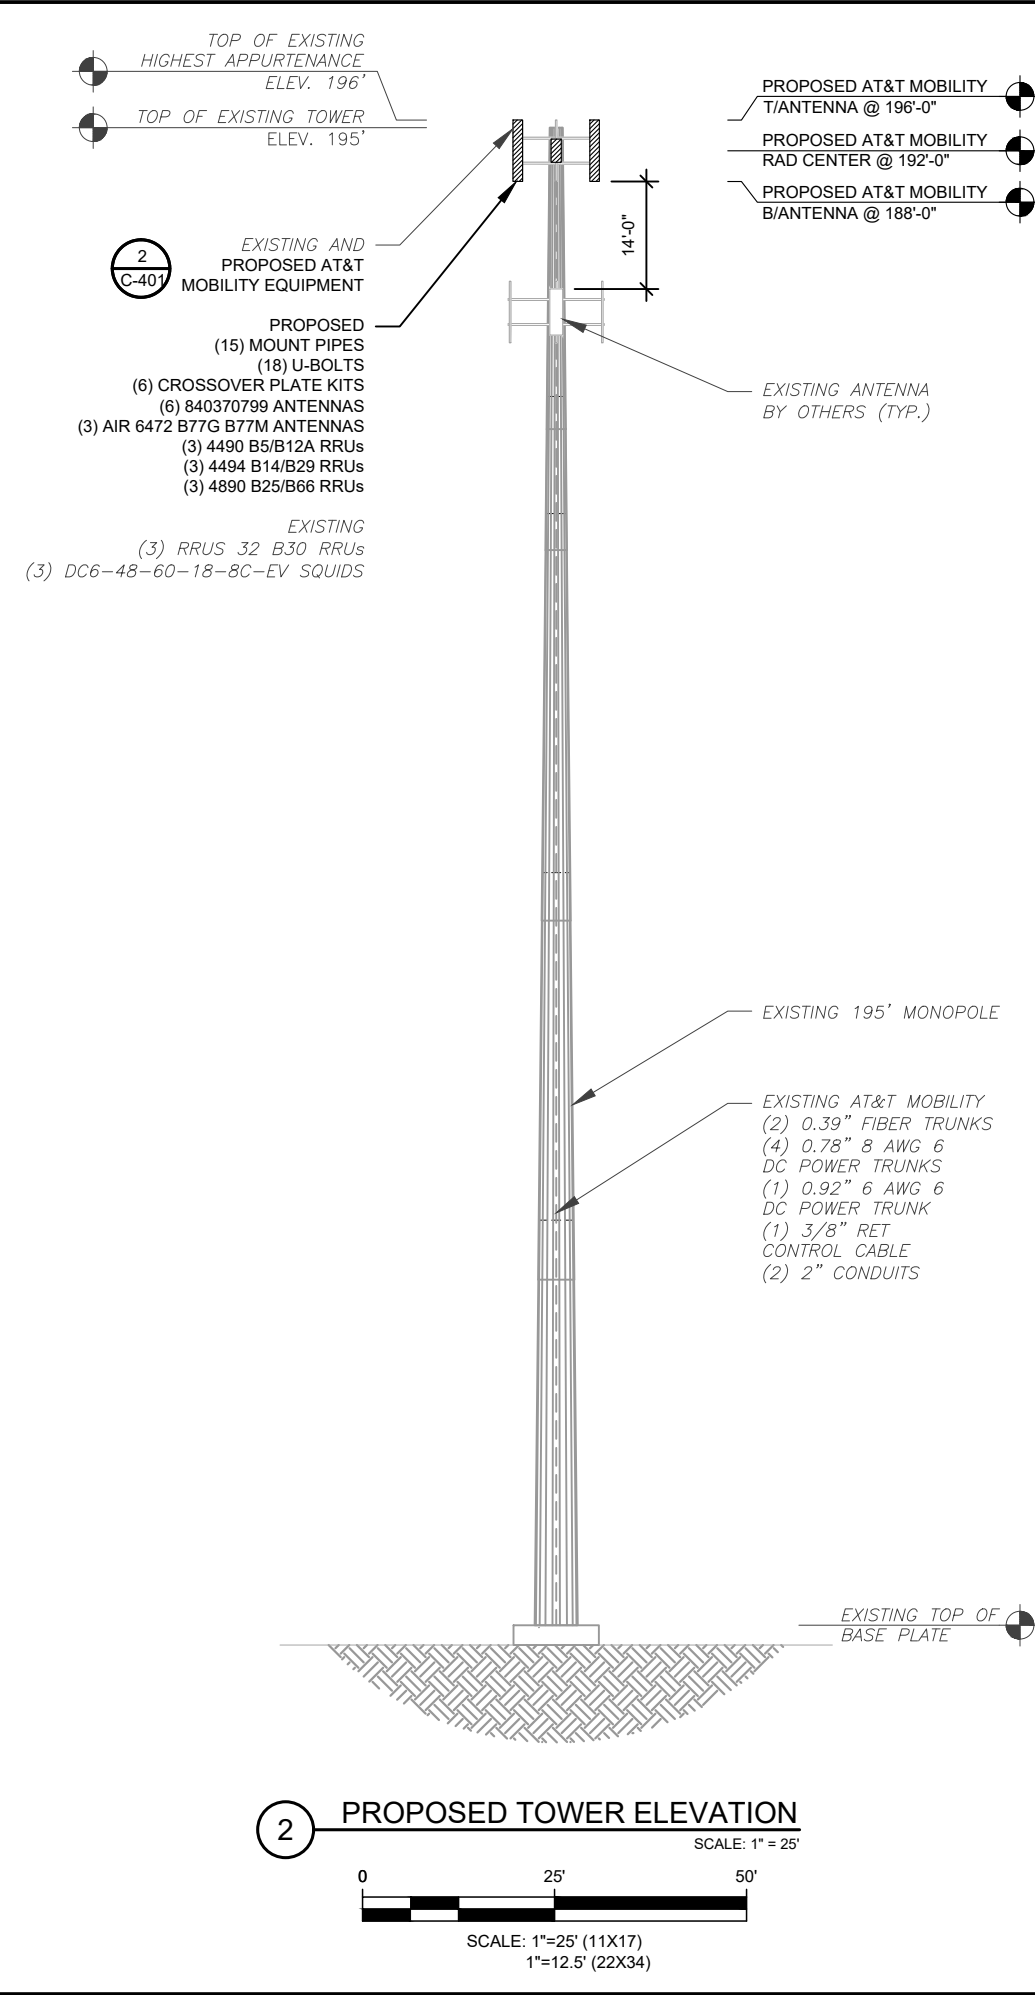 TOP OF EXISTING
HIGHEST APPURTENANCE
ELEV. 196'
TOP OF EXISTING TOWER
ELEV. 195'
PROPOSED AT&T MOBILITY
T/ANTENNA @ 196'-0"
PROPOSED AT&T MOBILITY
RAD CENTER @ 192'-0"
PROPOSED AT&T MOBILITY
B/ANTENNA @ 188'-0"
14'-0"
2
C-401
EXISTING AND
PROPOSED AT&T
MOBILITY EQUIPMENT
PROPOSED
(15) MOUNT PIPES
(18) U-BOLTS
(6) CROSSOVER PLATE KITS
(6) 840370799 ANTENNAS
(3) AIR 6472 B77G B77M ANTENNAS
(3) 4490 B5/B12A RRUs
(3) 4494 B14/B29 RRUs
(3) 4890 B25/B66 RRUs
EXISTING
(3) RRUS 32 B30 RRUs
(3) DC6-48-60-18-8C-EV SQUIDS
EXISTING ANTENNA
BY OTHERS (TYP.)
EXISTING 195' MONOPOLE
EXISTING AT&T MOBILITY
(2) 0.39" FIBER TRUNKS
(4) 0.78" 8 AWG 6
DC POWER TRUNKS
(1) 0.92" 6 AWG 6
DC POWER TRUNK
(1) 3/8" RET
CONTROL CABLE
(2) 2" CONDUITS
EXISTING TOP OF
BASE PLATE
2
PROPOSED TOWER ELEVATION
SCALE: 1" = 25'
0 25' 50'
SCALE: 1"=25' (11X17)
1"=12.5' (22X34)